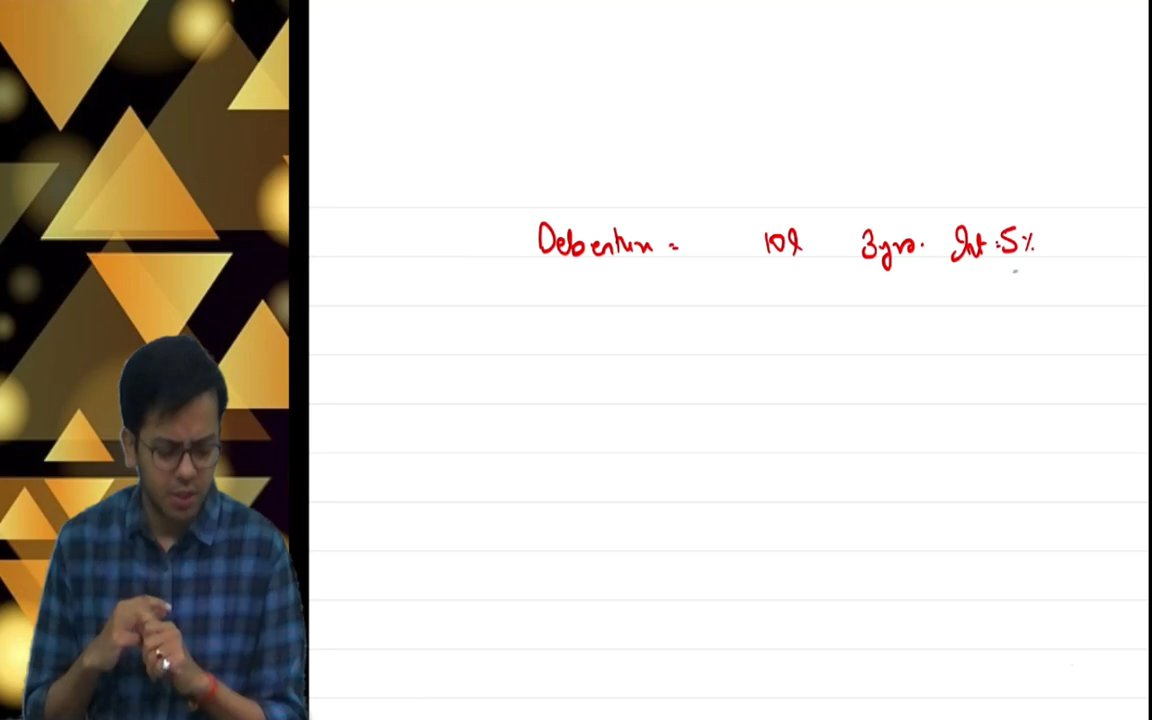 Debenture = 10l 3yrs. Int : 5%